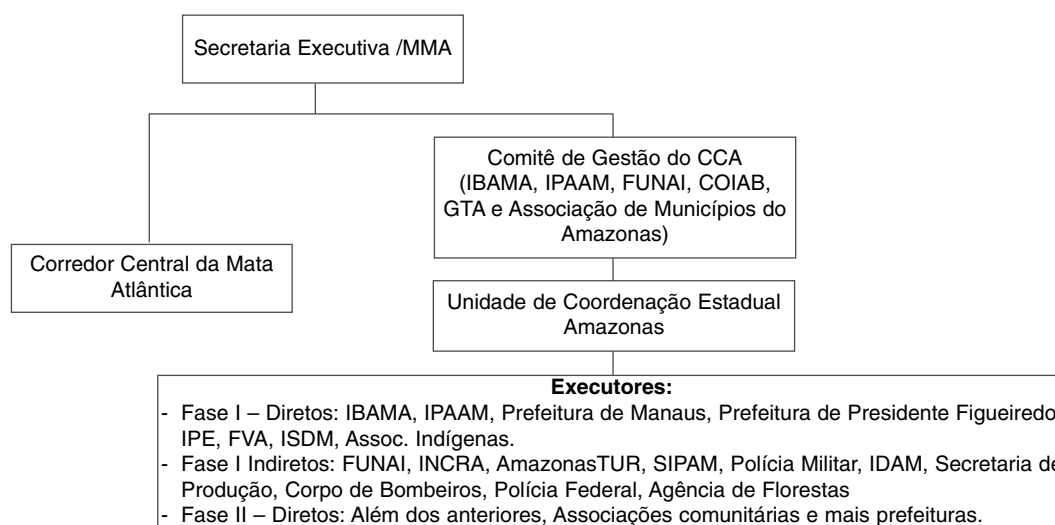 Secretaria Executiva /MMA
Comitê de Gestão do CCA
(IBAMA, IPAAM, FUNAI, COIAB,
GTA e Associação de Municípios do
Amazonas)
Corredor Central da Mata
Atlântica
Unidade de Coordenação Estadual
Amazonas
Executores:
- Fase I – Diretos: IBAMA, IPAAM, Prefeitura de Manaus, Prefeitura de Presidente Figueiredo
IPE, FVA, ISDM, Assoc. Indígenas.
- Fase I Indiretos: FUNAI, INCRA, AmazonasTUR, SIPAM, Polícia Militar, IDAM, Secretaria de
Produção, Corpo de Bombeiros, Polícia Federal, Agência de Florestas
- Fase II – Diretos: Além dos anteriores, Associações comunitárias e mais prefeituras.